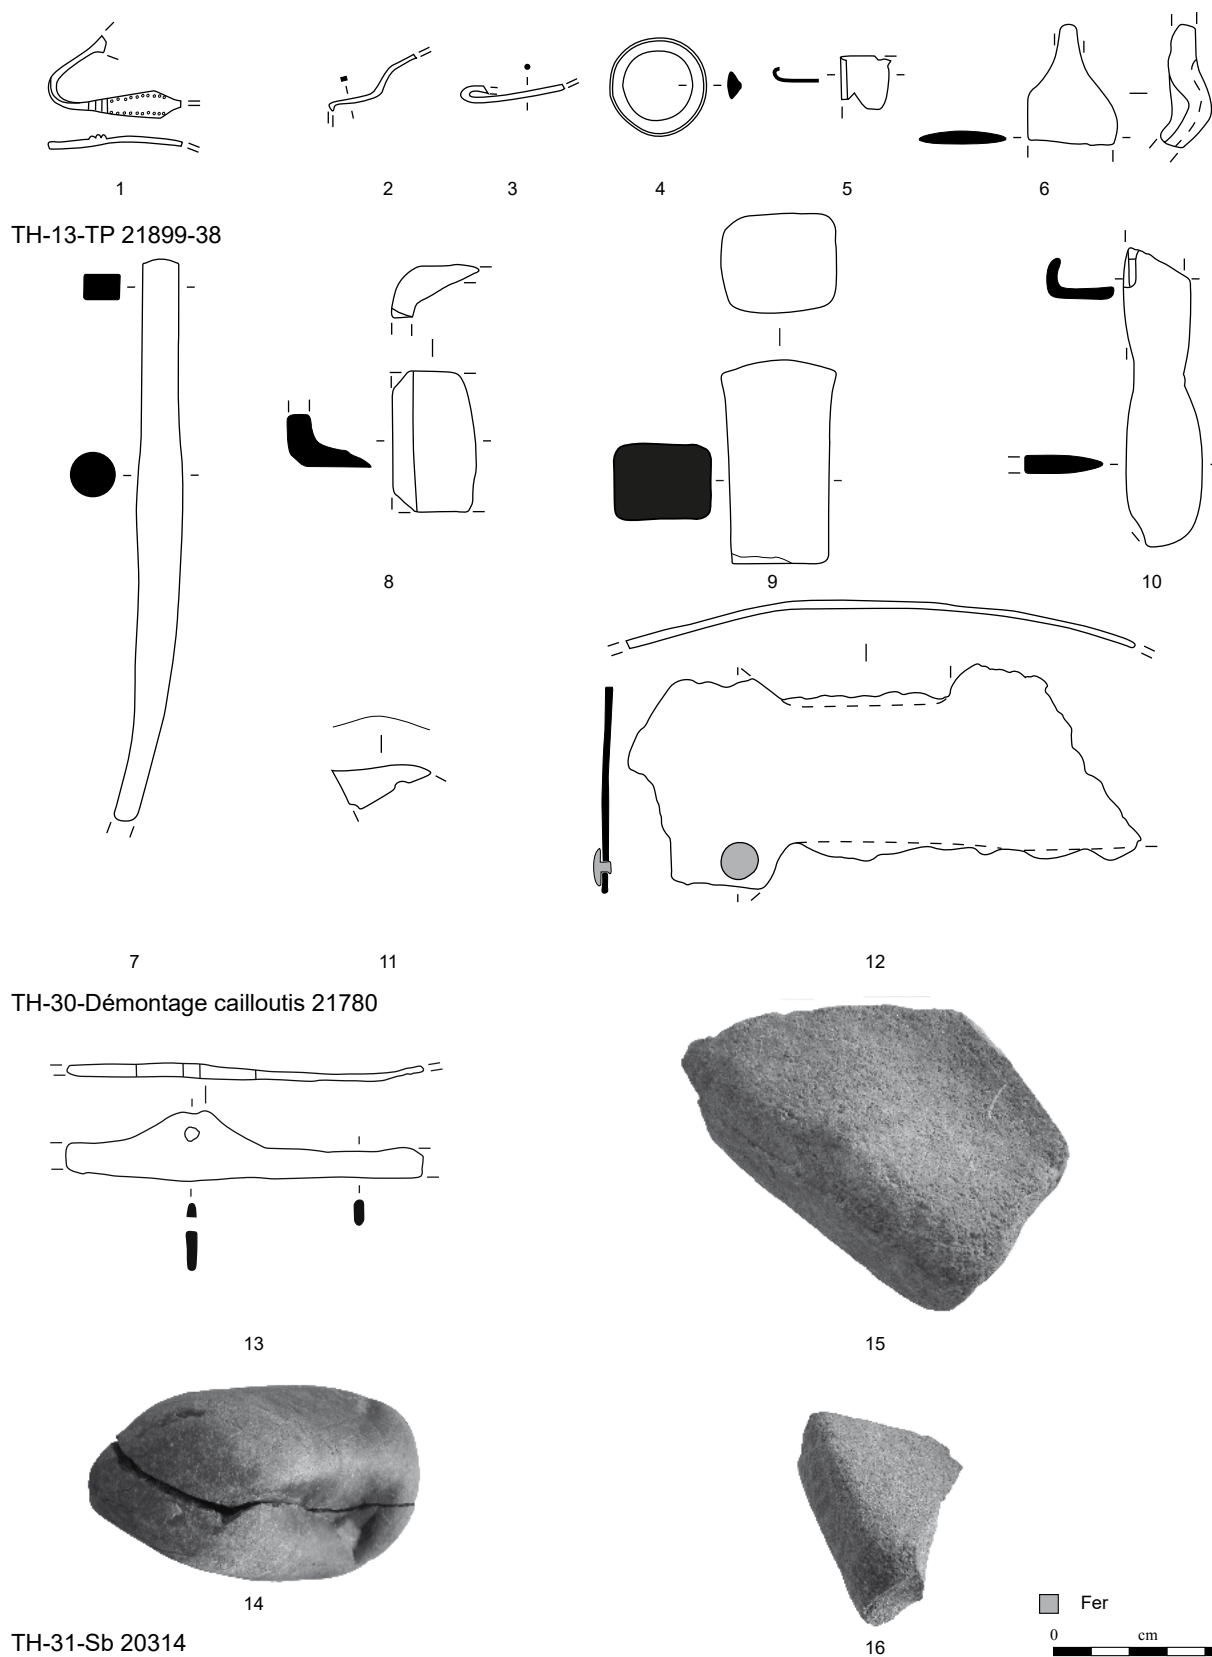 1 2 3 4 5 6
TH-13-TP 21899-38
8 9 10
7 11 12
TH-30-Démontage cailloutis 21780
13 15
14
16
Fer
0 cm
TH-31-Sb 20314